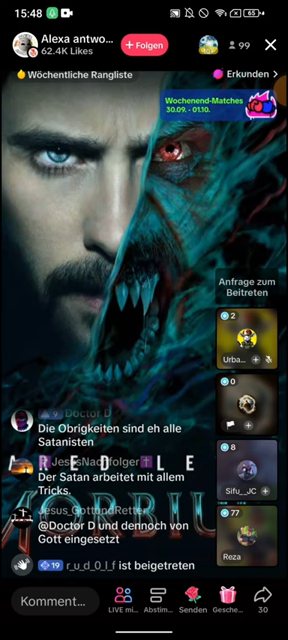 15:48
65
Alexa antwo...
62.4K Likes
+ Folgen
99
Wöchentliche Rangliste
Erkunden >
Wochenend-Matches
30.09. - 01.10.
Anfrage zum
Beitreten
2
Urba...
0
8
Sifu_JC
77
Reza
9 Doctor D
Die Obrigkeiten sind eh alle
Satanisten
JesusNachfolger
Der Satan arbeitet mit allem
Tricks.
Jesus_GottundRetter
@Doctor D und dennoch von
Gott eingesetzt
19 r_u_d_0_l_f ist beigetreten
Komment...
LIVE mi...
Abstim...
Senden
Gesche...
30